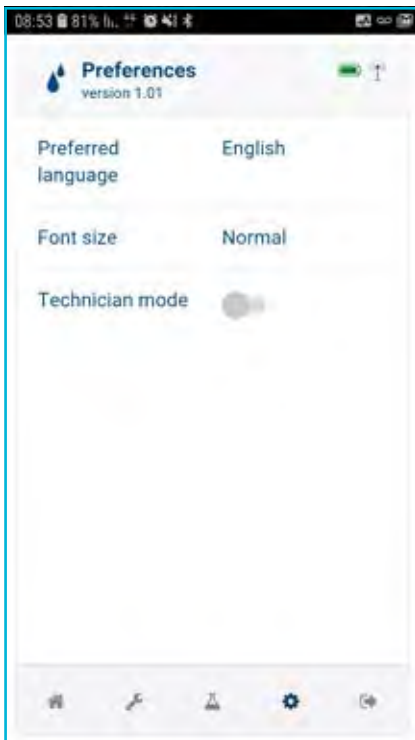 08:53 81%
Preferences
version 1.01
Preferred
language
English
Font size
Normal
Technician mode